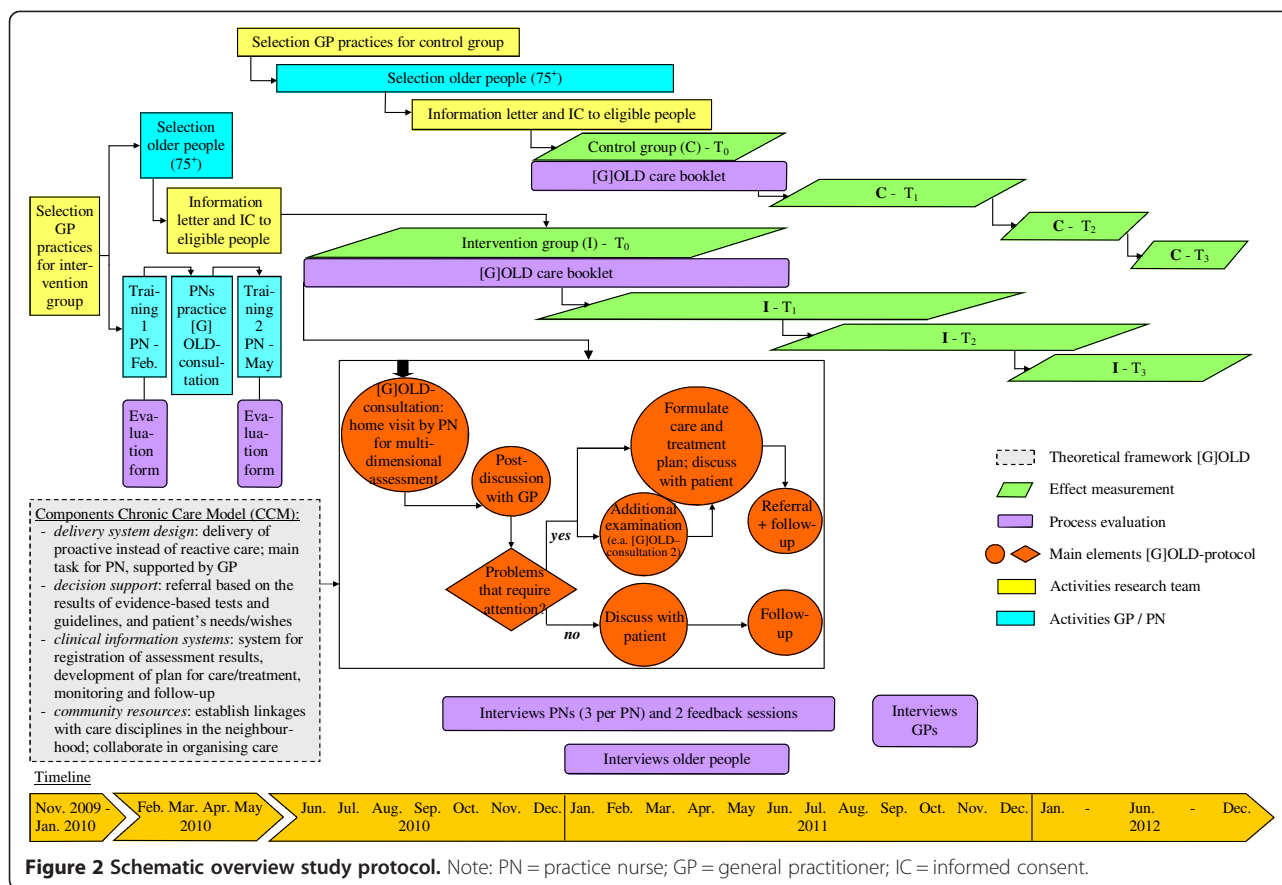 Selection GP practices for control group
Selection older people (75+)
Information letter and IC to eligible people
Control group (C) - T0
[G]OLD care booklet
C - T1
C - T2
C - T3
Selection
older people
(75+)
Selection
GP
practices
for inter-
vention
group
Information
letter and IC to
eligible people
Intervention group (I) - T0
[G]OLD care booklet
I - T1
I - T2
I - T3
Trai-
ning
1
PN -
Feb.
PNs
practice
[G]
OLD-
consul-
tation
Trai-
ning
2
PN -
May
Eva-
luation
form
Eva-
luation
form
[G]OLD-
consultation:
home visit by PN
for multi-
dimensional
assessment
Post-
discussion
with GP
Problems
that require
attention?
yes
no
Formulate
care and
treatment
plan; discuss
with patient
Additional
examination
(e.a. [G]OLD-
consultation 2)
Referral
+ follow-
up
Discuss with
patient
Follow-
up
Theoretical framework [G]OLD
Effect measurement
Process evaluation
Main elements [G]OLD-protocol
Activities research team
Activities GP / PN
Components Chronic Care Model (CCM):
- delivery system design: delivery of
proactive instead of reactive care; main
task for PN, supported by GP
- decision support: referral based on the
results of evidence-based tests and
guidelines, and patient's needs/wishes
- clinical information systems: system for
registration of assessment results,
development of plan for care/treatment,
monitoring and follow-up
- community resources: establish linkages
with care disciplines in the neighbour-
hood; collaborate in organising care
Interviews PNs (3 per PN) and 2 feedback sessions
Interviews
GPs
Interviews older people
Timeline
Nov. 2009 -
Jan. 2010
Feb. Mar. Apr. May
2010
Jun. Jul. Aug. Sep. Oct. Nov. Dec.
2010
Jan. Feb. Mar. Apr. May Jun. Jul. Aug. Sep. Oct. Nov. Dec.
2011
Jan. - Jun. - Dec.
2012
Figure 2 Schematic overview study protocol. Note: PN = practice nurse; GP = general practitioner; IC = informed consent.